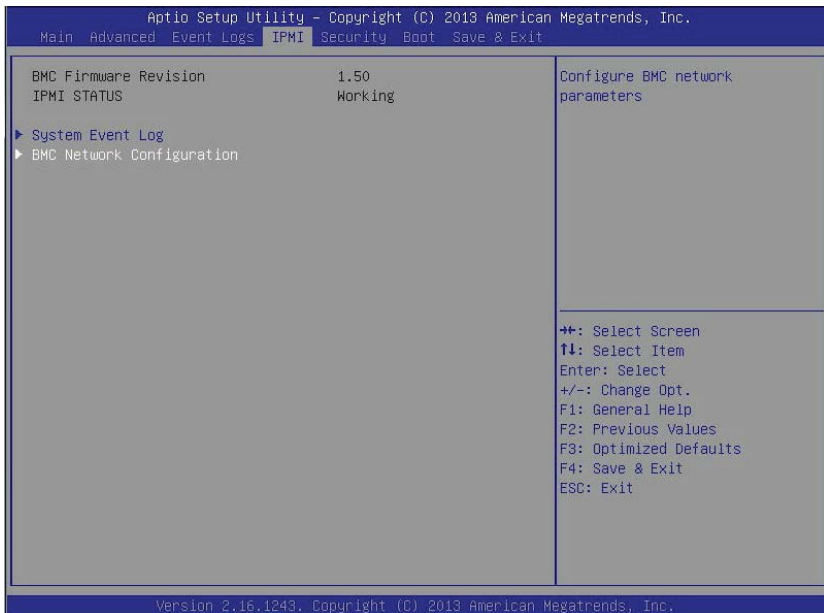 Aptio Setup Utility – Copyright (C) 2013 American Megatrends, Inc.
Main Advanced Event Logs IPMI Security Boot Save & Exit
BMC Firmware Revision 1.50
IPMI STATUS Working
▶ System Event Log
▶ BMC Network Configuration
Configure BMC network
parameters
→←: Select Screen
↑↓: Select Item
Enter: Select
+/-: Change Opt.
F1: General Help
F2: Previous Values
F3: Optimized Defaults
F4: Save & Exit
ESC: Exit
Version 2.16.1243. Copyright (C) 2013 American Megatrends, Inc.